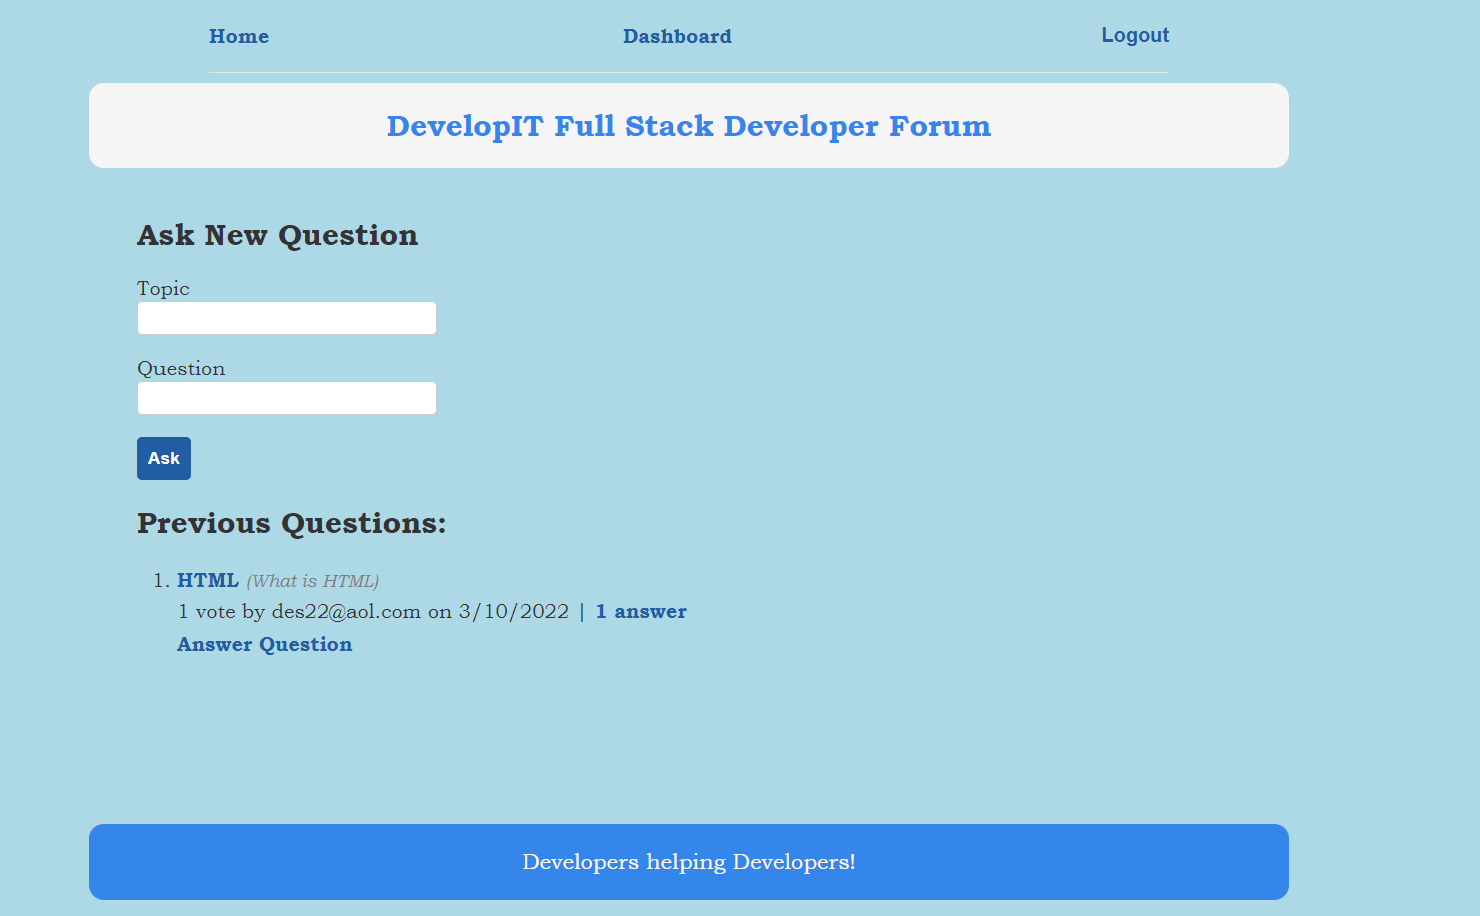 Home Dashboard Logout
DevelopIT Full Stack Developer Forum
Ask New Question
Topic
Question
Ask
Previous Questions:
1. HTML (What is HTML)
1 vote by des22@aol.com on 3/10/2022 | 1 answer
Answer Question
Developers helping Developers!